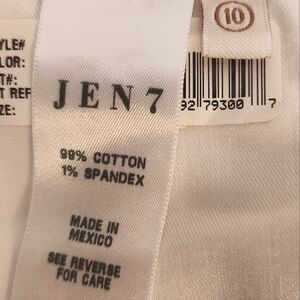 10
YLE#
LOR:
T#:
T REF
ZE:
92 79300 7
JEN7
99% COTTON
1% SPANDEX
MADE IN
MEXICO
SEE REVERSE
FOR CARE